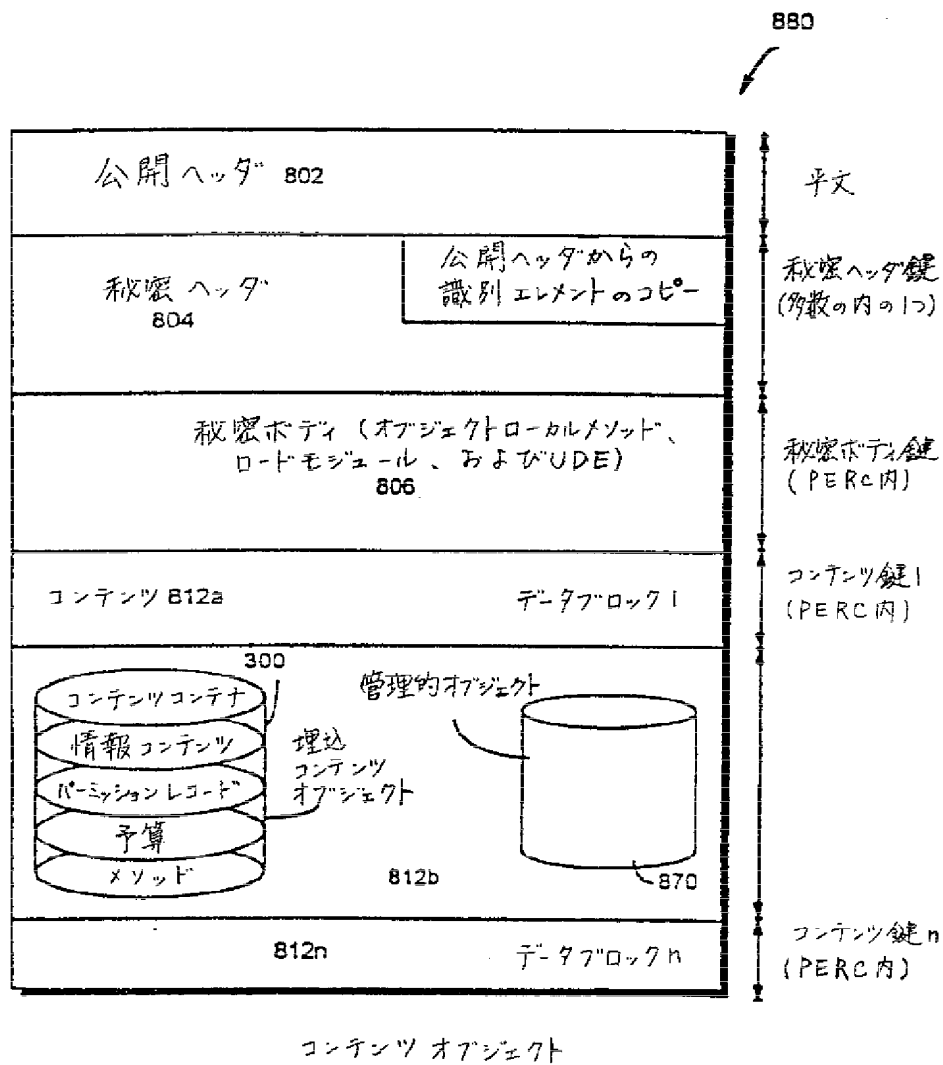 880
公開ヘッダ 802
平文
秘密ヘッダ
804
公開ヘッダからの
識別エレメントのコピー
秘密ヘッダ鍵
(多数の内の1つ)
秘密ボディ (オブジェクトローカルメソッド、
ロードモジュール、およびUDE)
806
秘密ボディ鍵
(PERC内)
コンテンツ 812a
データブロック1
コンテンツ鍵1
(PERC内)
300
コンテンツコンテナ
情報コンテンツ
パーミッションレコード
予算
メソッド
埋込
コンテンツ
オブジェクト
管理的オブジェクト
812b
870
812n
データブロックn
コンテンツ鍵n
(PERC内)
コンテンツ オブジェクト